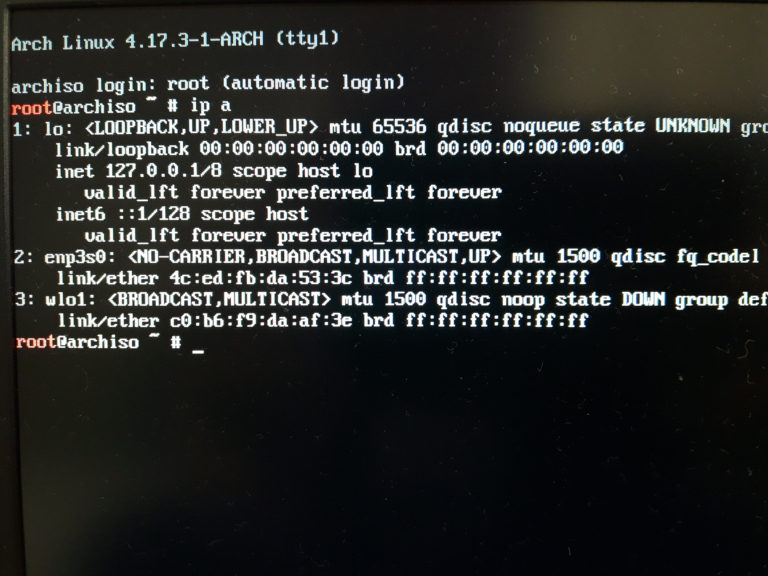 Arch Linux 4.17.3-1-ARCH (tty1)
archiso login: root (automatic login)
root@archiso ~ # ip a
1: lo: <LOOPBACK,UP,LOWER_UP> mtu 65536 qdisc noqueue state UNKNOWN gro
link/loopback 00:00:00:00:00:00 brd 00:00:00:00:00:00
inet 127.0.0.1/8 scope host lo
valid_lft forever preferred_lft forever
inet6 ::1/128 scope host
valid_lft forever preferred_lft forever
2: enp3s0: <NO-CARRIER,BROADCAST,MULTICAST,UP> mtu 1500 qdisc fq_codel
link/ether 4c:ed:fb:da:53:3c brd ff:ff:ff:ff:ff:ff
3: wlo1: <BROADCAST,MULTICAST> mtu 1500 qdisc noop state DOWN group def
link/ether c0:b6:f9:da:af:3e brd ff:ff:ff:ff:ff:ff
root@archiso ~ # _